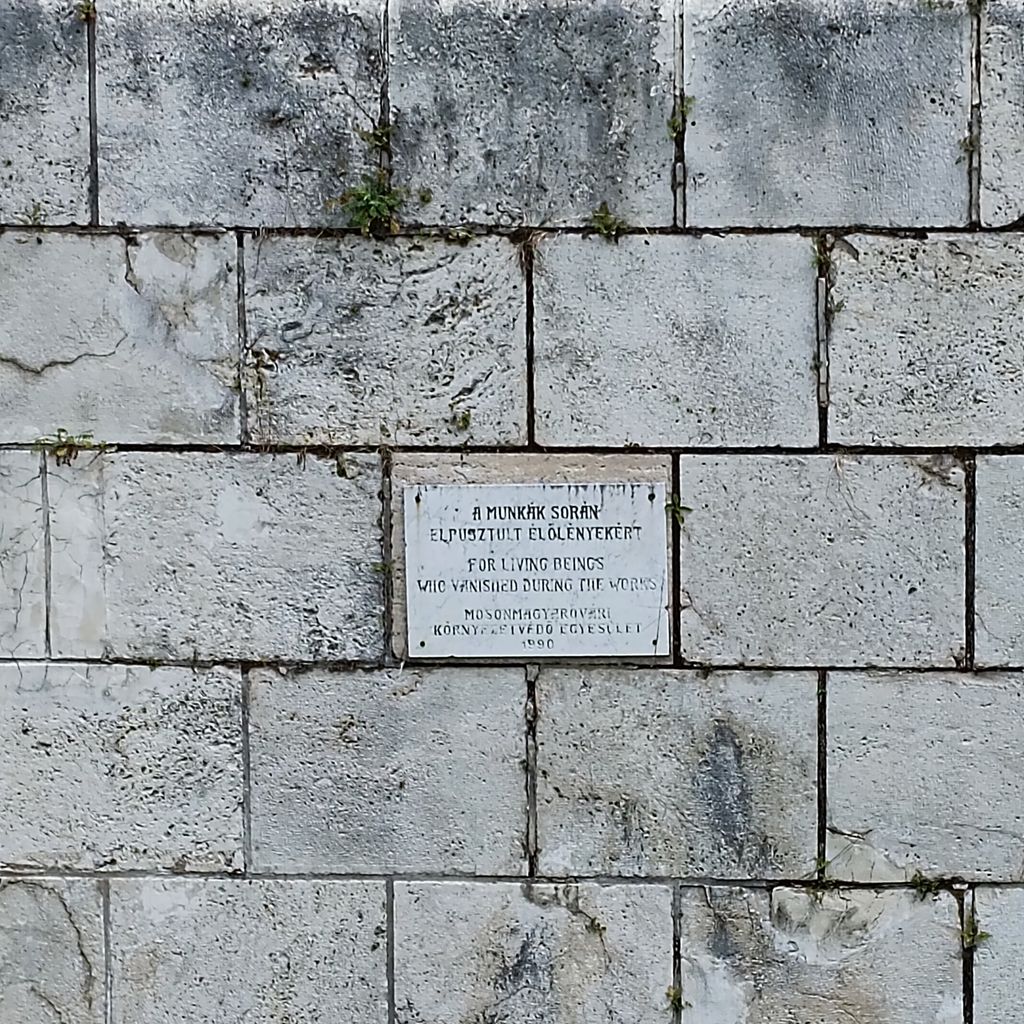 A MUNKÁK SORÁN
ELPUSZTULT ÉLŐLÉNYEKÉRT
FOR LIVING BEINGS
WHO VANISHED DURING THE WORKS
MOSONMAGYARÓVÁRI
KÖRNYEZETVÉDŐ EGYESÜLET
1990